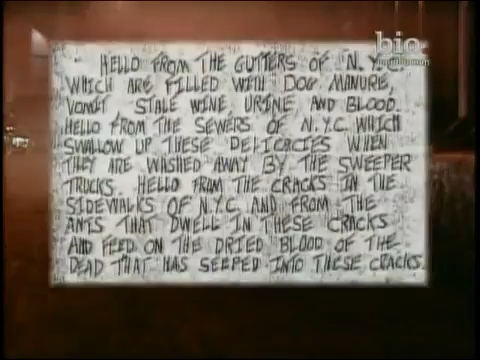 bio.
HELLO FROM THE GUTTERS OF N.Y.C.
WHICH ARE FILLED WITH DOG MANURE,
VOMIT STALE WINE, URINE, AND BLOOD.
HELLO FROM THE SEWERS OF N.Y.C. WHICH
SWALLOW UP THESE DELICACIES WHEN
THEY ARE WASHED AWAY BY THE SWEEPER
TRUCKS. HELLO FROM THE CRACKS IN THE
SIDEWALKS OF N.Y.C. AND FROM THE
ANTS THAT DWELL IN THESE CRACKS
AND FEED ON THE DRIED BLOOD OF THE
DEAD THAT HAS SEEPED INTO THESE CRACKS.